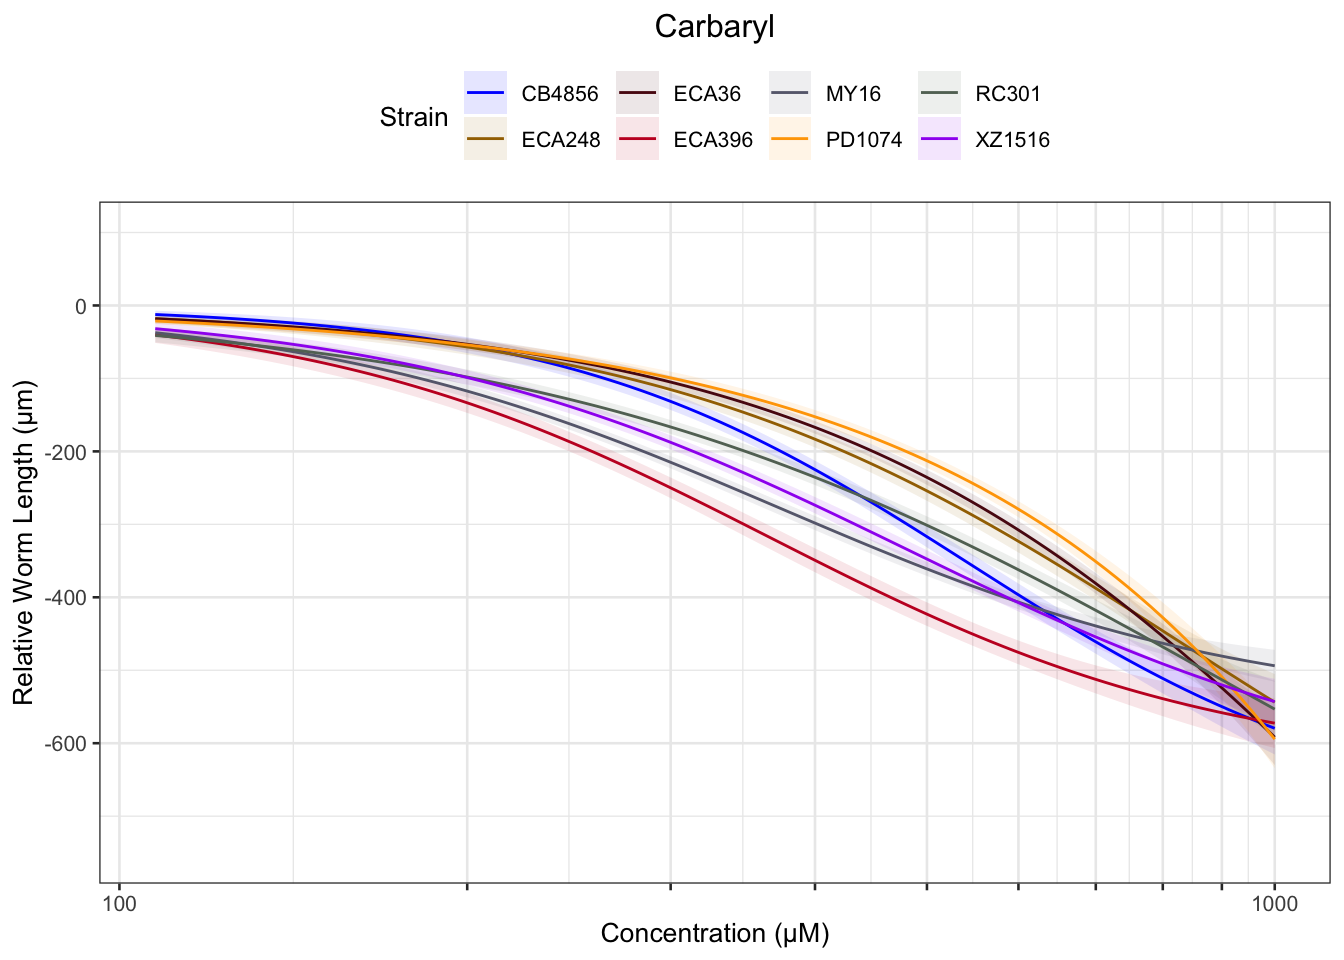 Carbaryl
Strain
CB4856 ECA36 MY16 RC301
ECA248 ECA396 PD1074 XZ1516
Relative Worm Length (µm)
0
-200
-400
-600
100 1000
Concentration (µM)